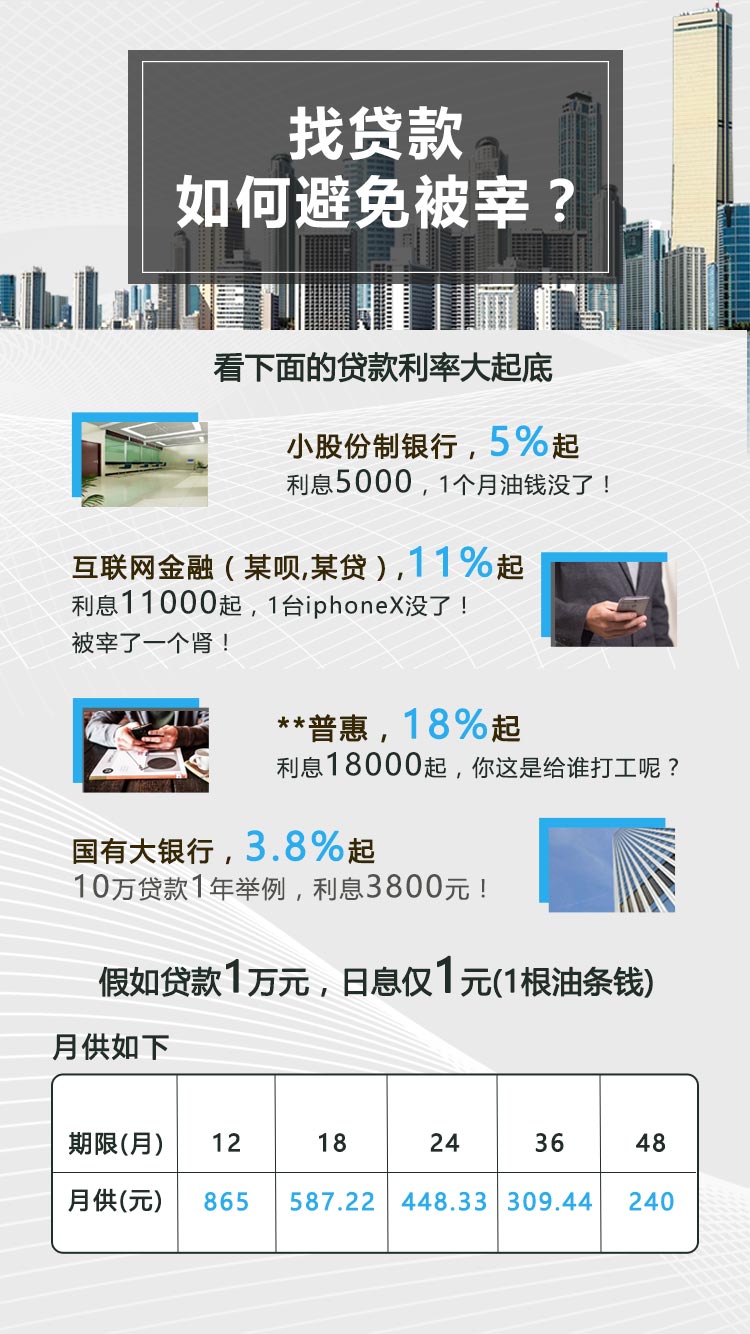 找贷款
如何避免被宰？
看下面的贷款利率大起底
小股份制银行，5%起
利息5000，1个月油钱没了！
互联网金融（某呗,某贷）,11%起
利息11000起，1台iphoneX没了！
被宰了一个肾！
**普惠，18%起
利息18000起，你这是给谁打工呢？
国有大银行，3.8%起
10万贷款1年举例，利息3800元！
假如贷款1万元，日息仅1元(1根油条钱)
月供如下
期限(月) 12 18 24 36 48
月供(元) 865 587.22 448.33 309.44 240